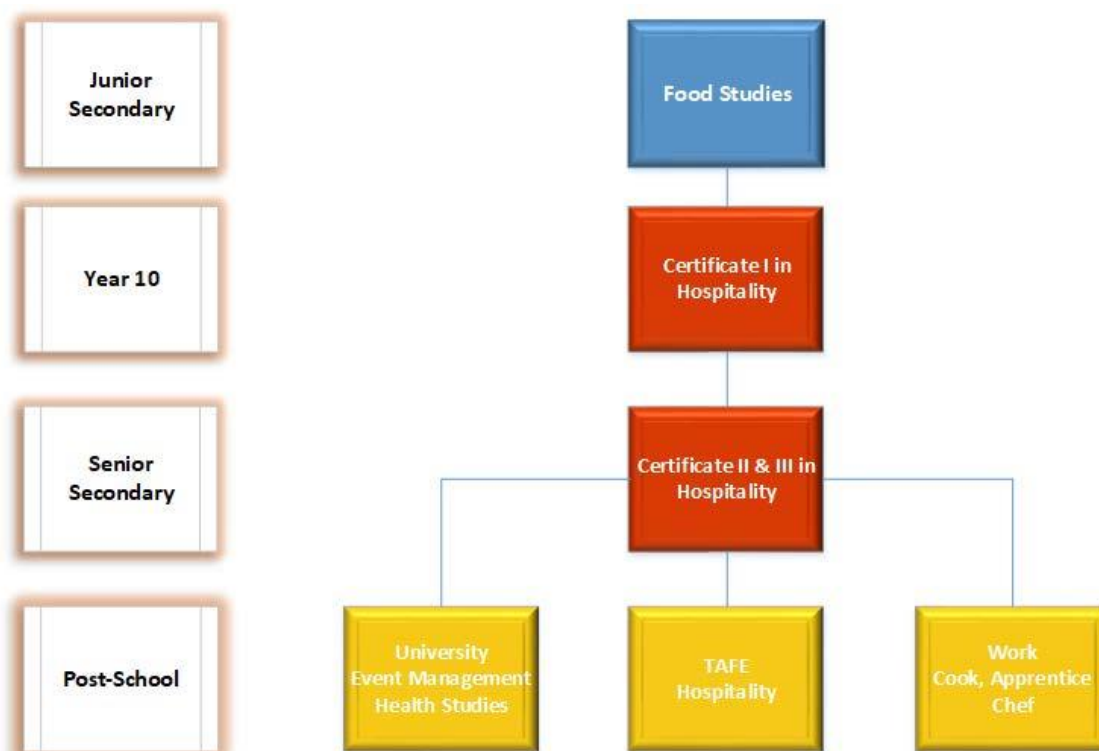 Junior
Secondary
Food Studies
Year 10
Certificate I in
Hospitality
Senior
Secondary
Certificate II & III in
Hospitality
Post-School
University
Event Management
Health Studies
TAFE
Hospitality
Work
Cook, Apprentice
Chef